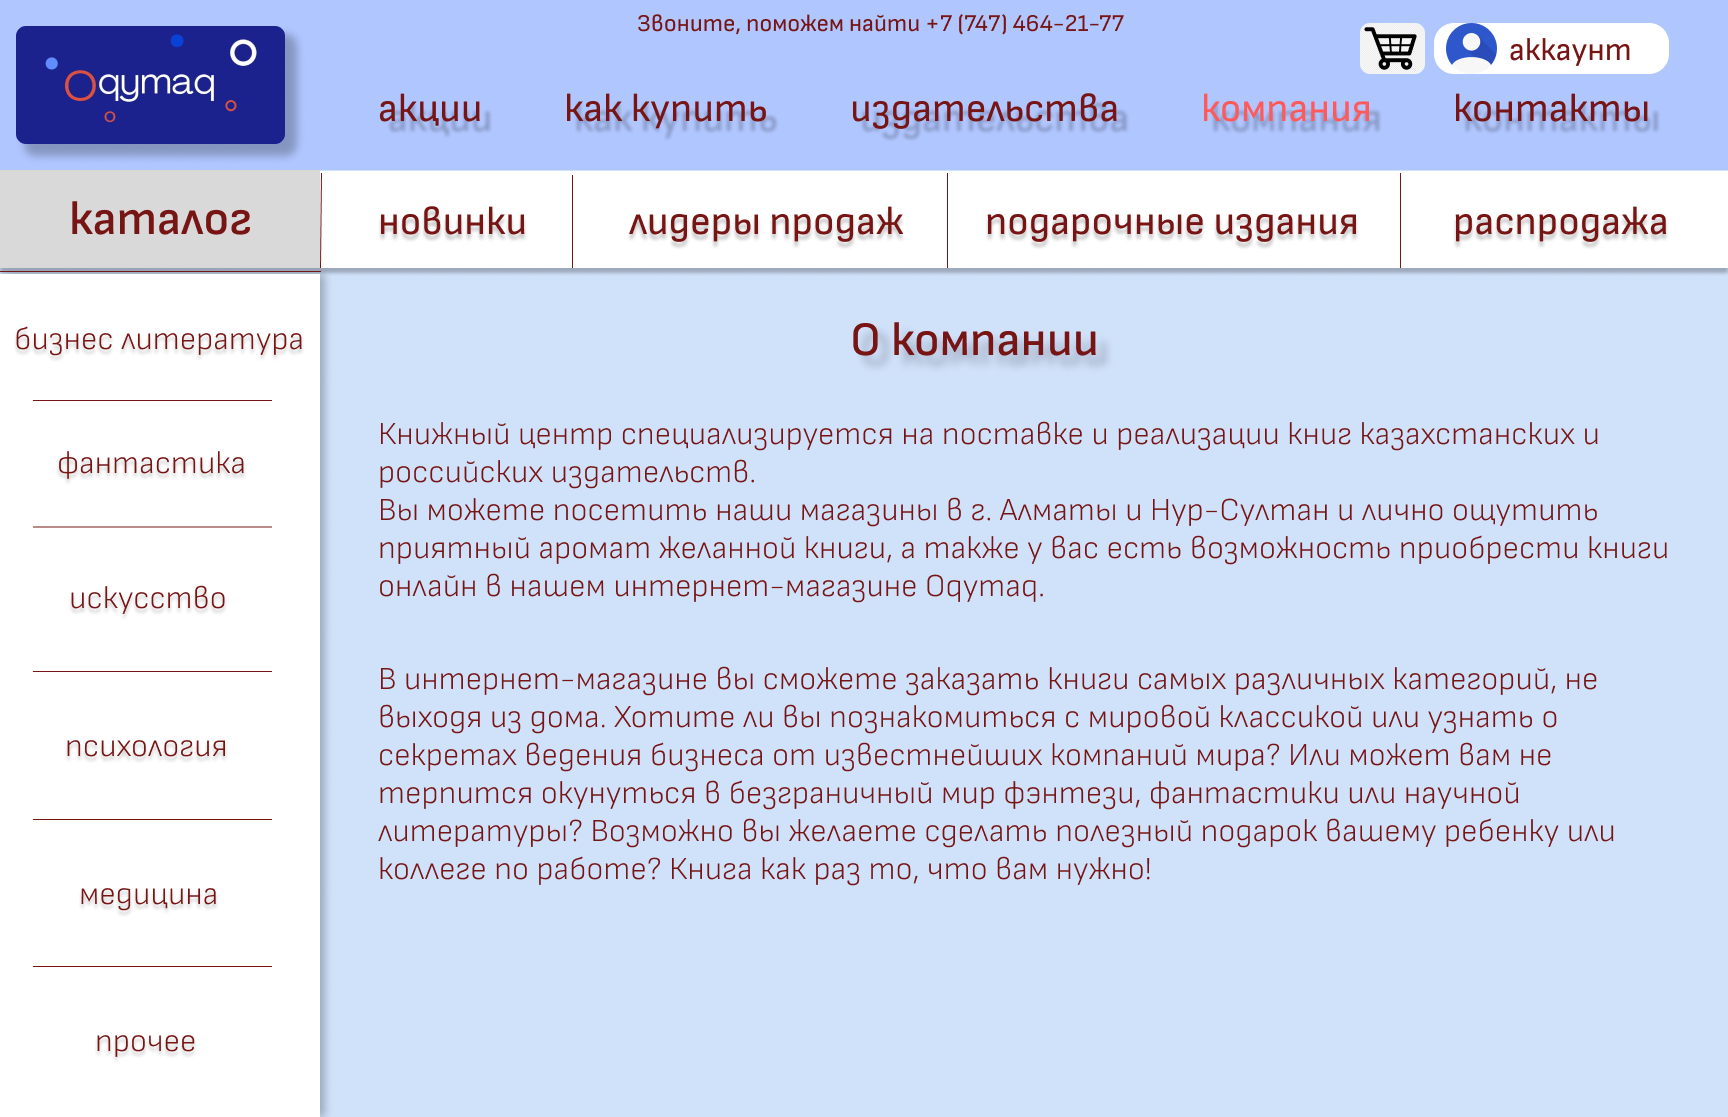 Звоните, поможем найти +7 (747) 464-21-77
Oqymaq
аккаунт
акции
как купить
издательства
компания
контакты
каталог
новинки
лидеры продаж
подарочные издания
распродажа
бизнес литература
фантастика
искусство
психология
медицина
прочее
О компании
Книжный центр специализируется на поставке и реализации книг казахстанских и
российских издательств.
Вы можете посетить наши магазины в г. Алматы и Нур-Султан и лично ощутить
приятный аромат желанной книги, а также у вас есть возможность приобрести книги
онлайн в нашем интернет-магазине Oqymaq.
В интернет-магазине вы сможете заказать книги самых различных категорий, не
выходя из дома. Хотите ли вы познакомиться с мировой классикой или узнать о
секретах ведения бизнеса от известнейших компаний мира? Или может вам не
терпится окунуться в безграничный мир фэнтези, фантастики или научной
литературы? Возможно вы желаете сделать полезный подарок вашему ребенку или
коллеге по работе? Книга как раз то, что вам нужно!